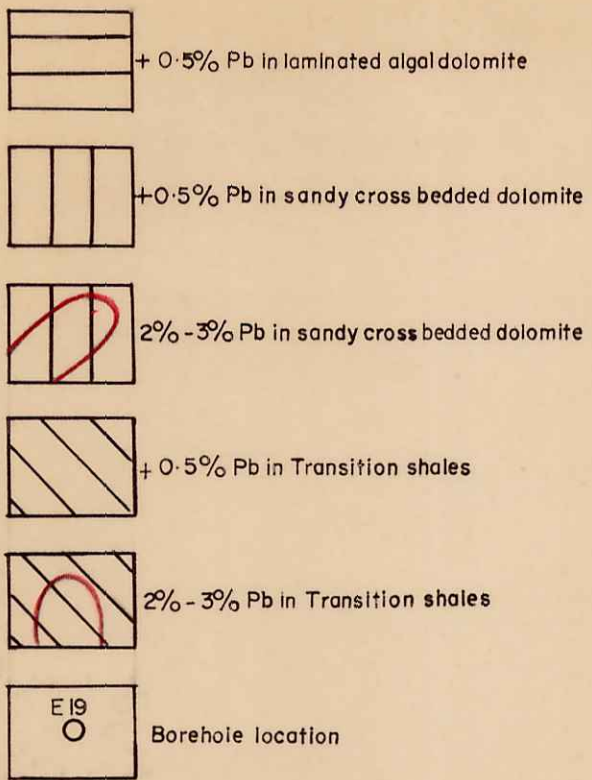 + 0·5% Pb in laminated algal dolomite
+0·5% Pb in sandy cross bedded dolomite
2%-3% Pb in sandy cross bedded dolomite
+ 0·5% Pb in Transition shales
2%-3% Pb in Transition shales
E19
Borehole location